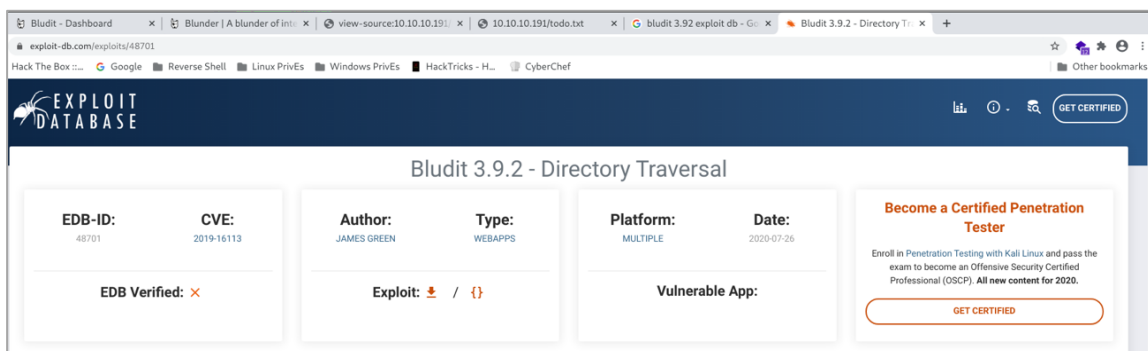 Bludit - Dashboard × Blunder | A blunder of inte × view-source:10.10.10.191/ × 10.10.10.191/todo.txt × bludit 3.92 exploit db - Go × Bludit 3.9.2 - Directory Tr × +
exploit-db.com/exploits/48701
Hack The Box ::... Google Reverse Shell Linux PrivEs Windows PrivEs HackTricks - H... CyberChef Other bookmarks
EXPLOIT
DATABASE
GET CERTIFIED
Bludit 3.9.2 - Directory Traversal
EDB-ID:
48701
CVE:
2019-16113
EDB Verified: ×
Author:
JAMES GREEN
Type:
WEBAPPS
Exploit: / {}
Platform:
MULTIPLE
Date:
2020-07-26
Vulnerable App:
Become a Certified Penetration
Tester
Enroll in Penetration Testing with Kali Linux and pass the
exam to become an Offensive Security Certified
Professional (OSCP). All new content for 2020.
GET CERTIFIED